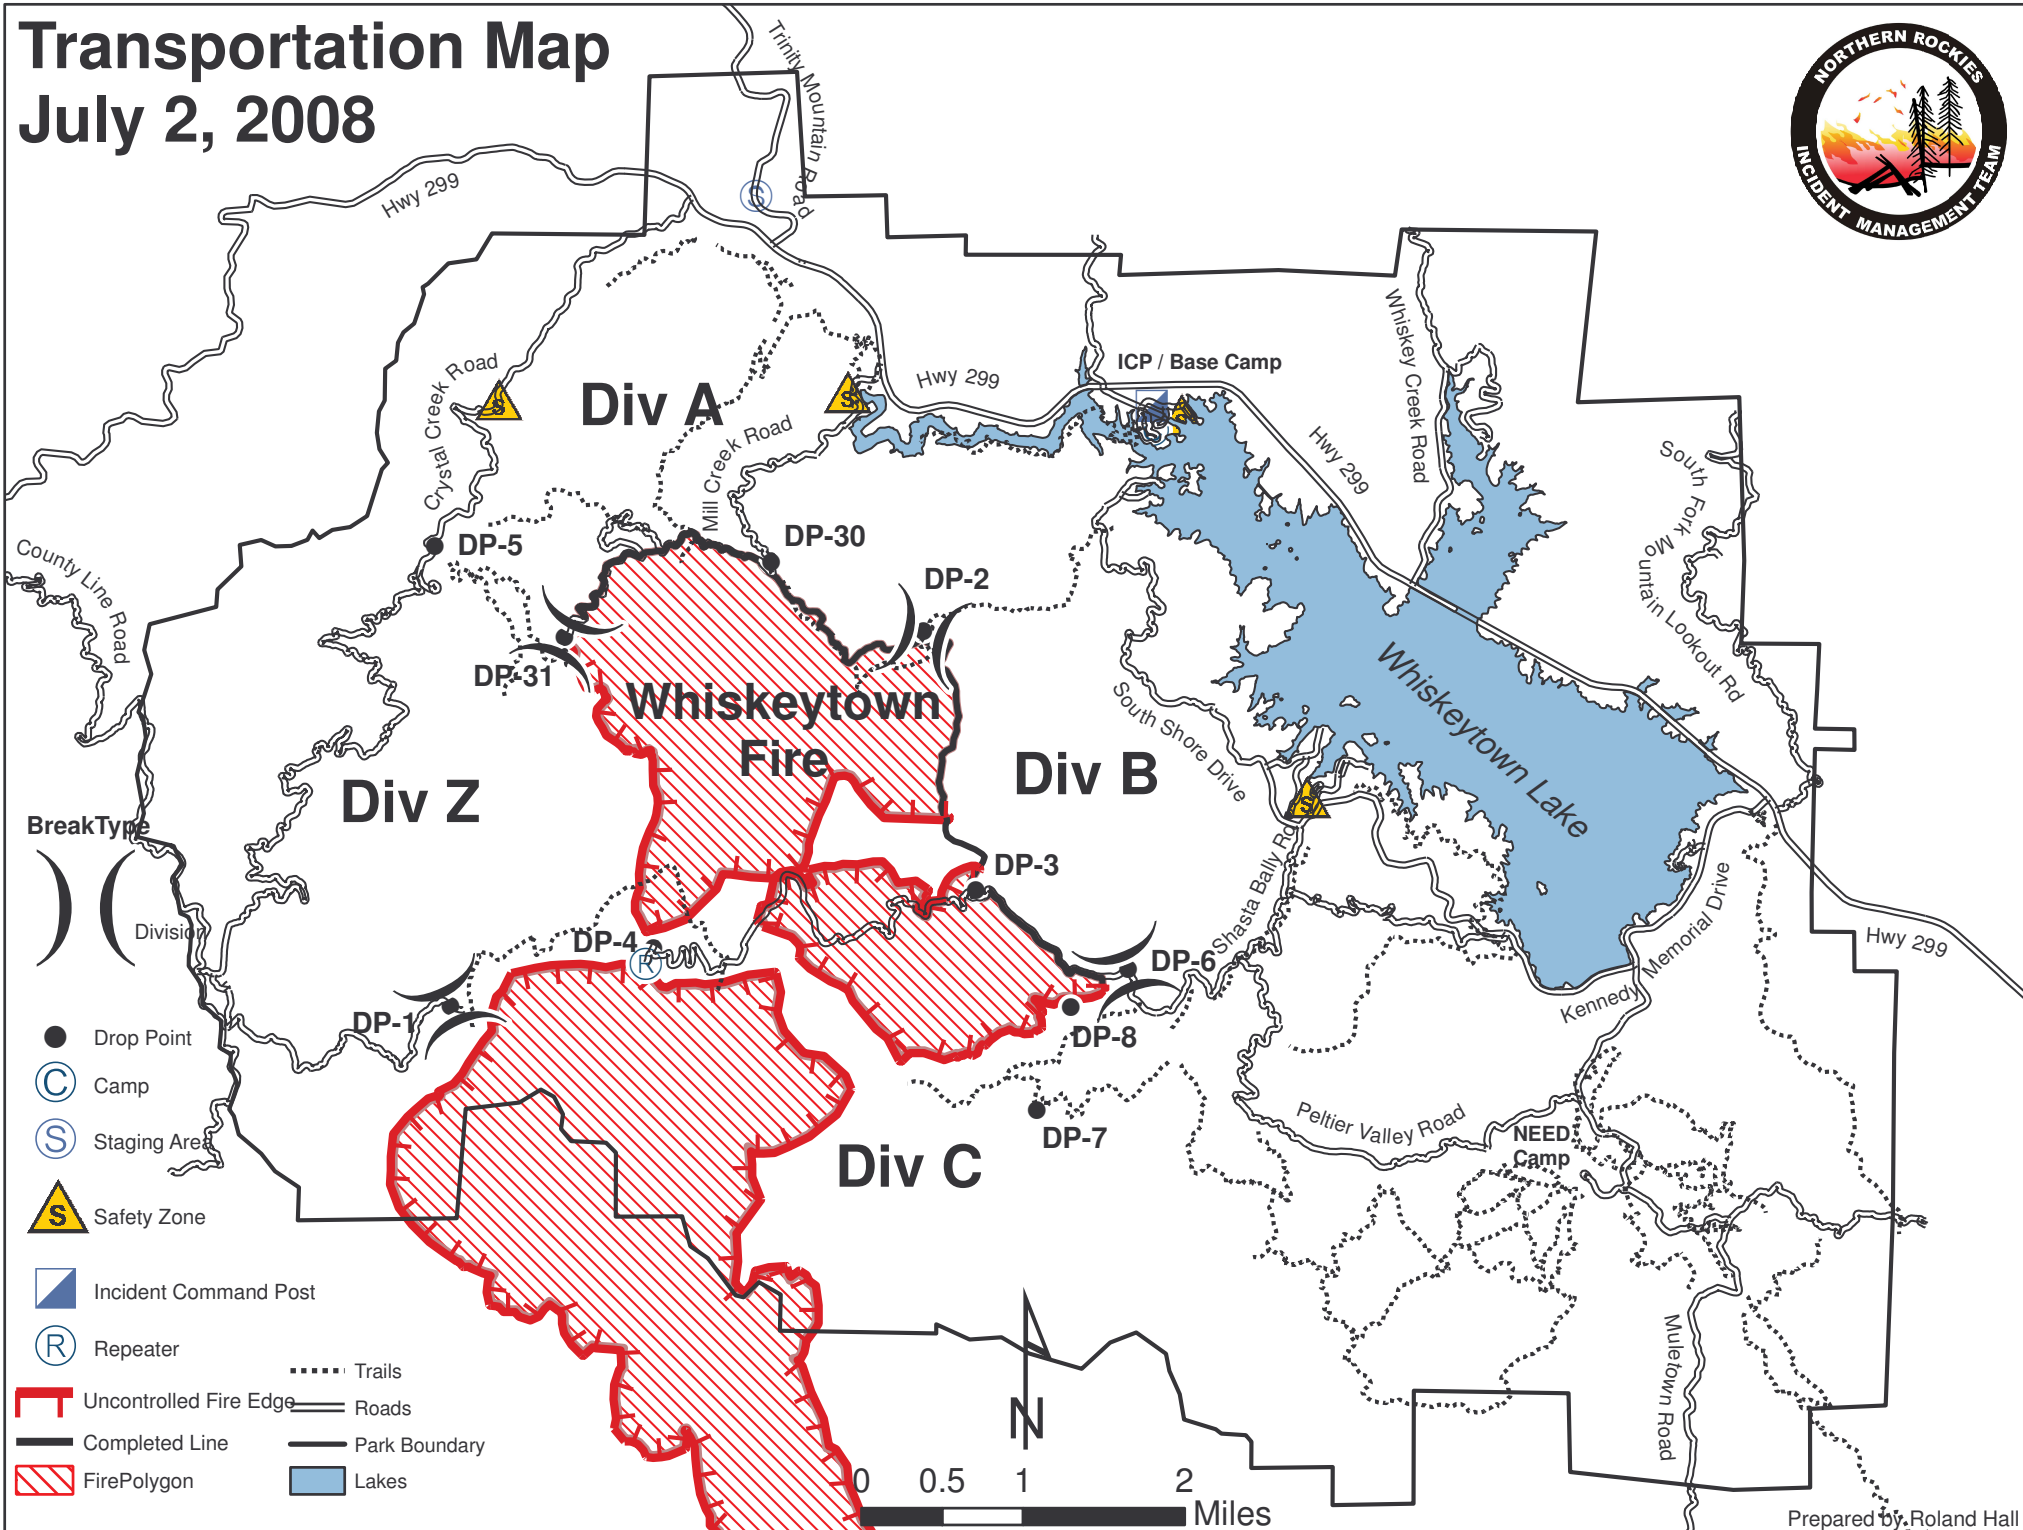 Transportation Map
July 2, 2008
NORTHERN ROCKIES
INCIDENT MANAGEMENT TEAM
Trinity Mountain Road
Hwy 299
S
Crystal Creek Road
S
Div A
S
Hwy 299
ICP / Base Camp
Whiskey Creek Road
Hwy 299
Mill Creek Road
South Fork Mountain Lookout Rd
County Line Road
DP-5
DP-30
DP-2
DP-31
Whiskeytown
Fire
Whiskeytown Lake
South Shore Drive
Div B
Div Z
S
BreakType
Division
DP-3
Shasta Bally Rd
DP-4
R
DP-6
Kennedy Memorial Drive
Hwy 299
DP-1
DP-8
DP-7
Peltier Valley Road
NEED
Camp
Div C
Muletown Road
Drop Point
C Camp
S Staging Area
S Safety Zone
Incident Command Post
R Repeater
Uncontrolled Fire Edge
Completed Line
FirePolygon
Trails
Roads
Park Boundary
Lakes
N
0 0.5 1 2
Miles
Prepared by Roland Hall